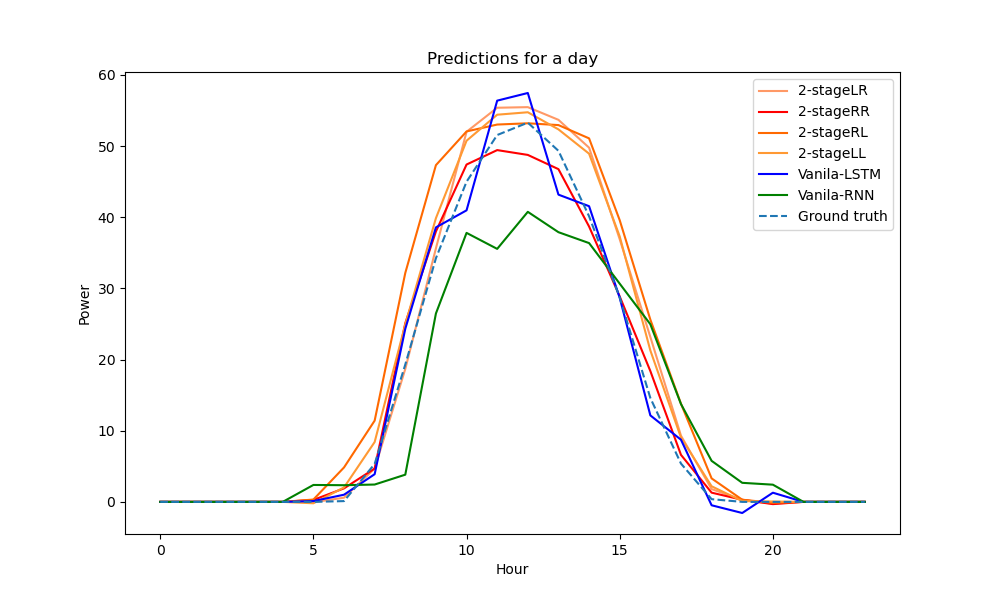 Predictions for a day
60
50
40
30
20
10
0
Power
0 5 10 15 20
Hour
2-stageLR
2-stageRR
2-stageRL
2-stageLL
Vanila-LSTM
Vanila-RNN
Ground truth